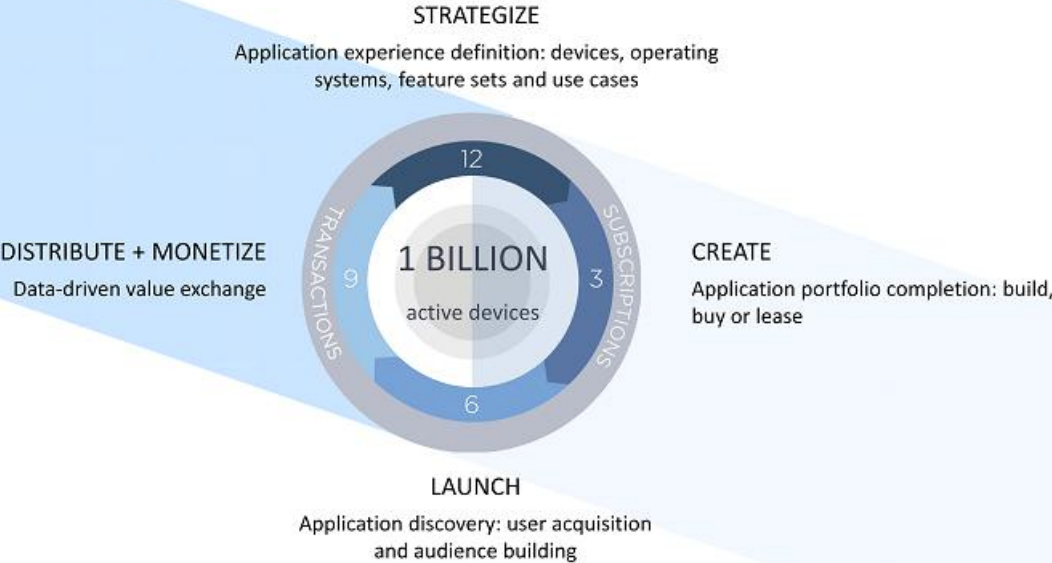 STRATEGIZE
Application experience definition: devices, operating
systems, feature sets and use cases
12
DISTRIBUTE + MONETIZE
Data-driven value exchange
TRANSACTIONS
9
1 BILLION
active devices
3
SUBSCRIPTIONS
CREATE
Application portfolio completion: build,
buy or lease
6
LAUNCH
Application discovery: user acquisition
and audience building